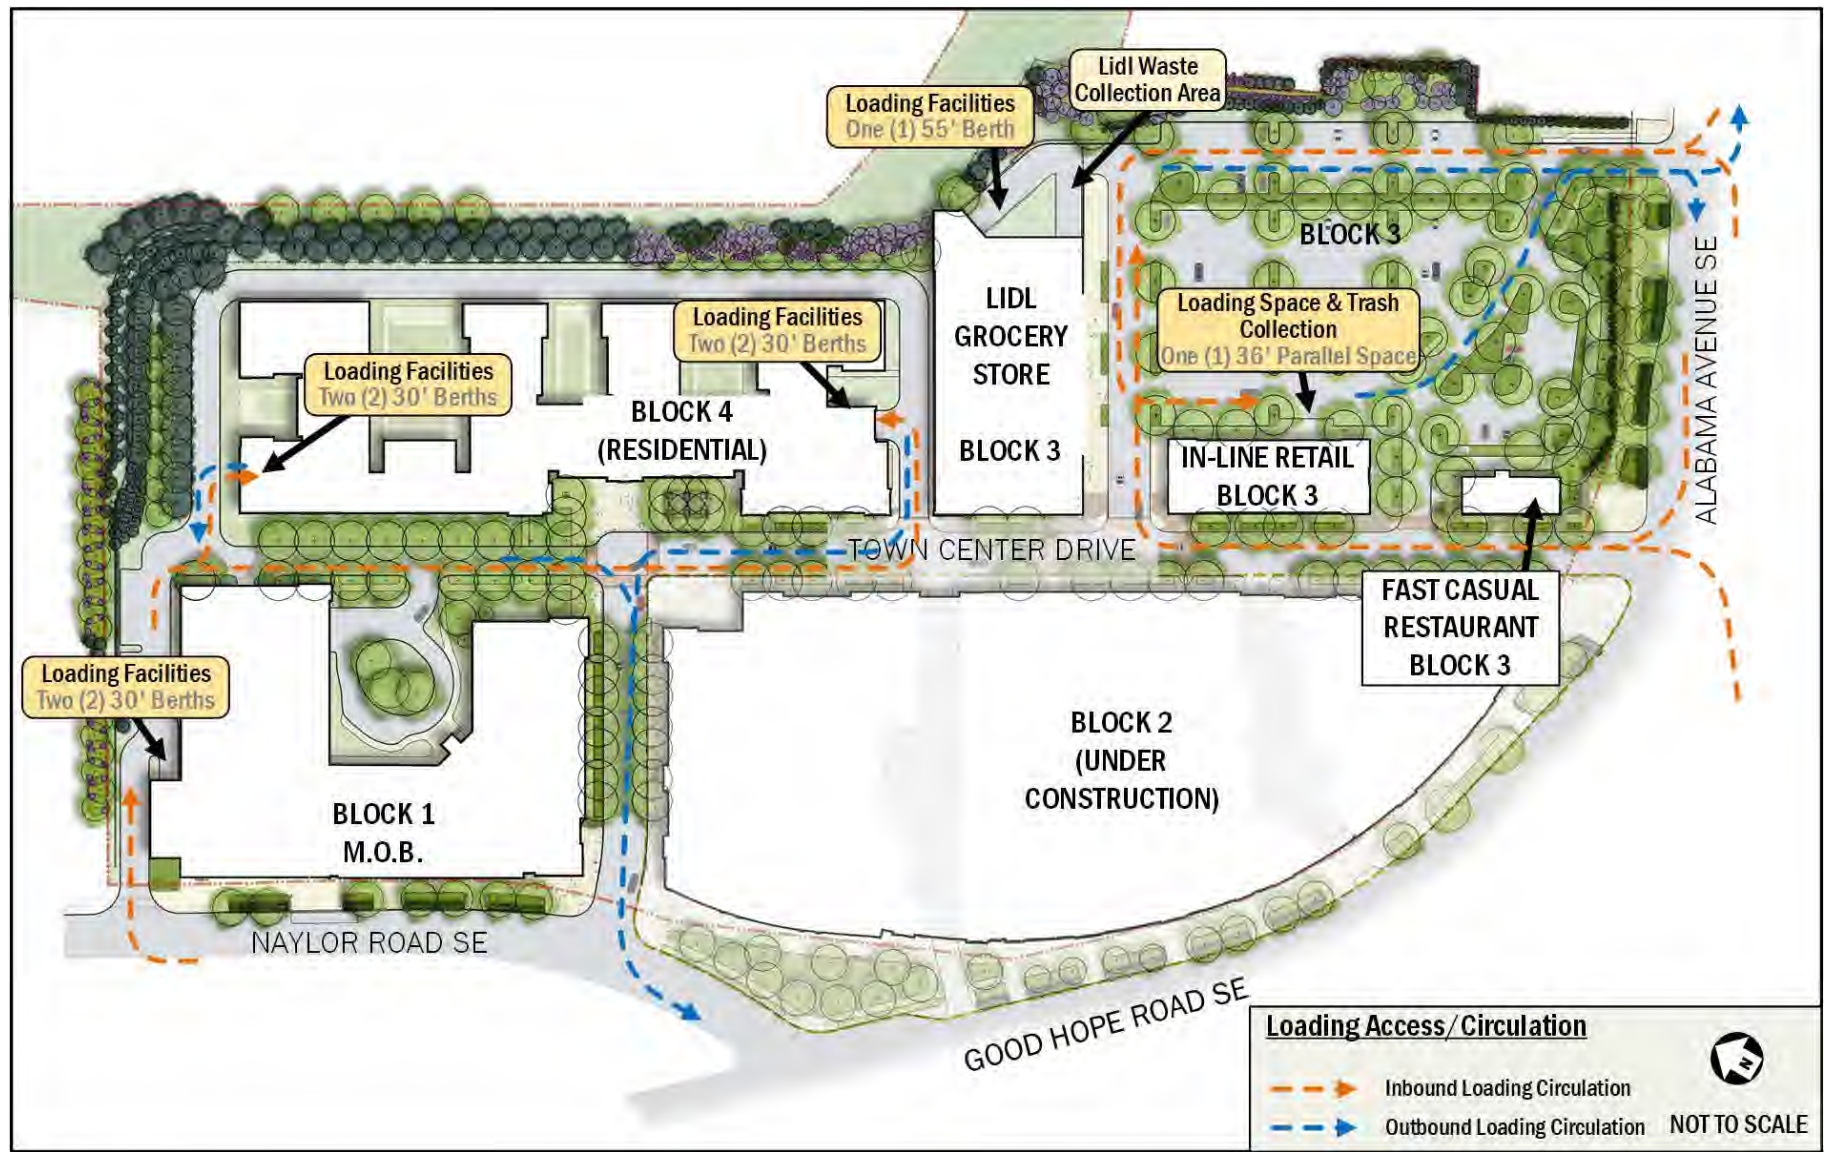 Lidl Waste
Collection Area
Loading Facilities
One (1) 55' Berth
BLOCK 3
ALABAMA AVENUE SE
LIDL
GROCERY
STORE
BLOCK 3
Loading Space & Trash
Collection
One (1) 36' Parallel Space
Loading Facilities
Two (2) 30' Berths
Loading Facilities
Two (2) 30' Berths
BLOCK 4
(RESIDENTIAL)
IN-LINE RETAIL
BLOCK 3
TOWN CENTER DRIVE
FAST CASUAL
RESTAURANT
BLOCK 3
Loading Facilities
Two (2) 30' Berths
BLOCK 2
(UNDER
CONSTRUCTION)
BLOCK 1
M.O.B.
NAYLOR ROAD SE
GOOD HOPE ROAD SE
Loading Access/Circulation
N
Inbound Loading Circulation
Outbound Loading Circulation
NOT TO SCALE